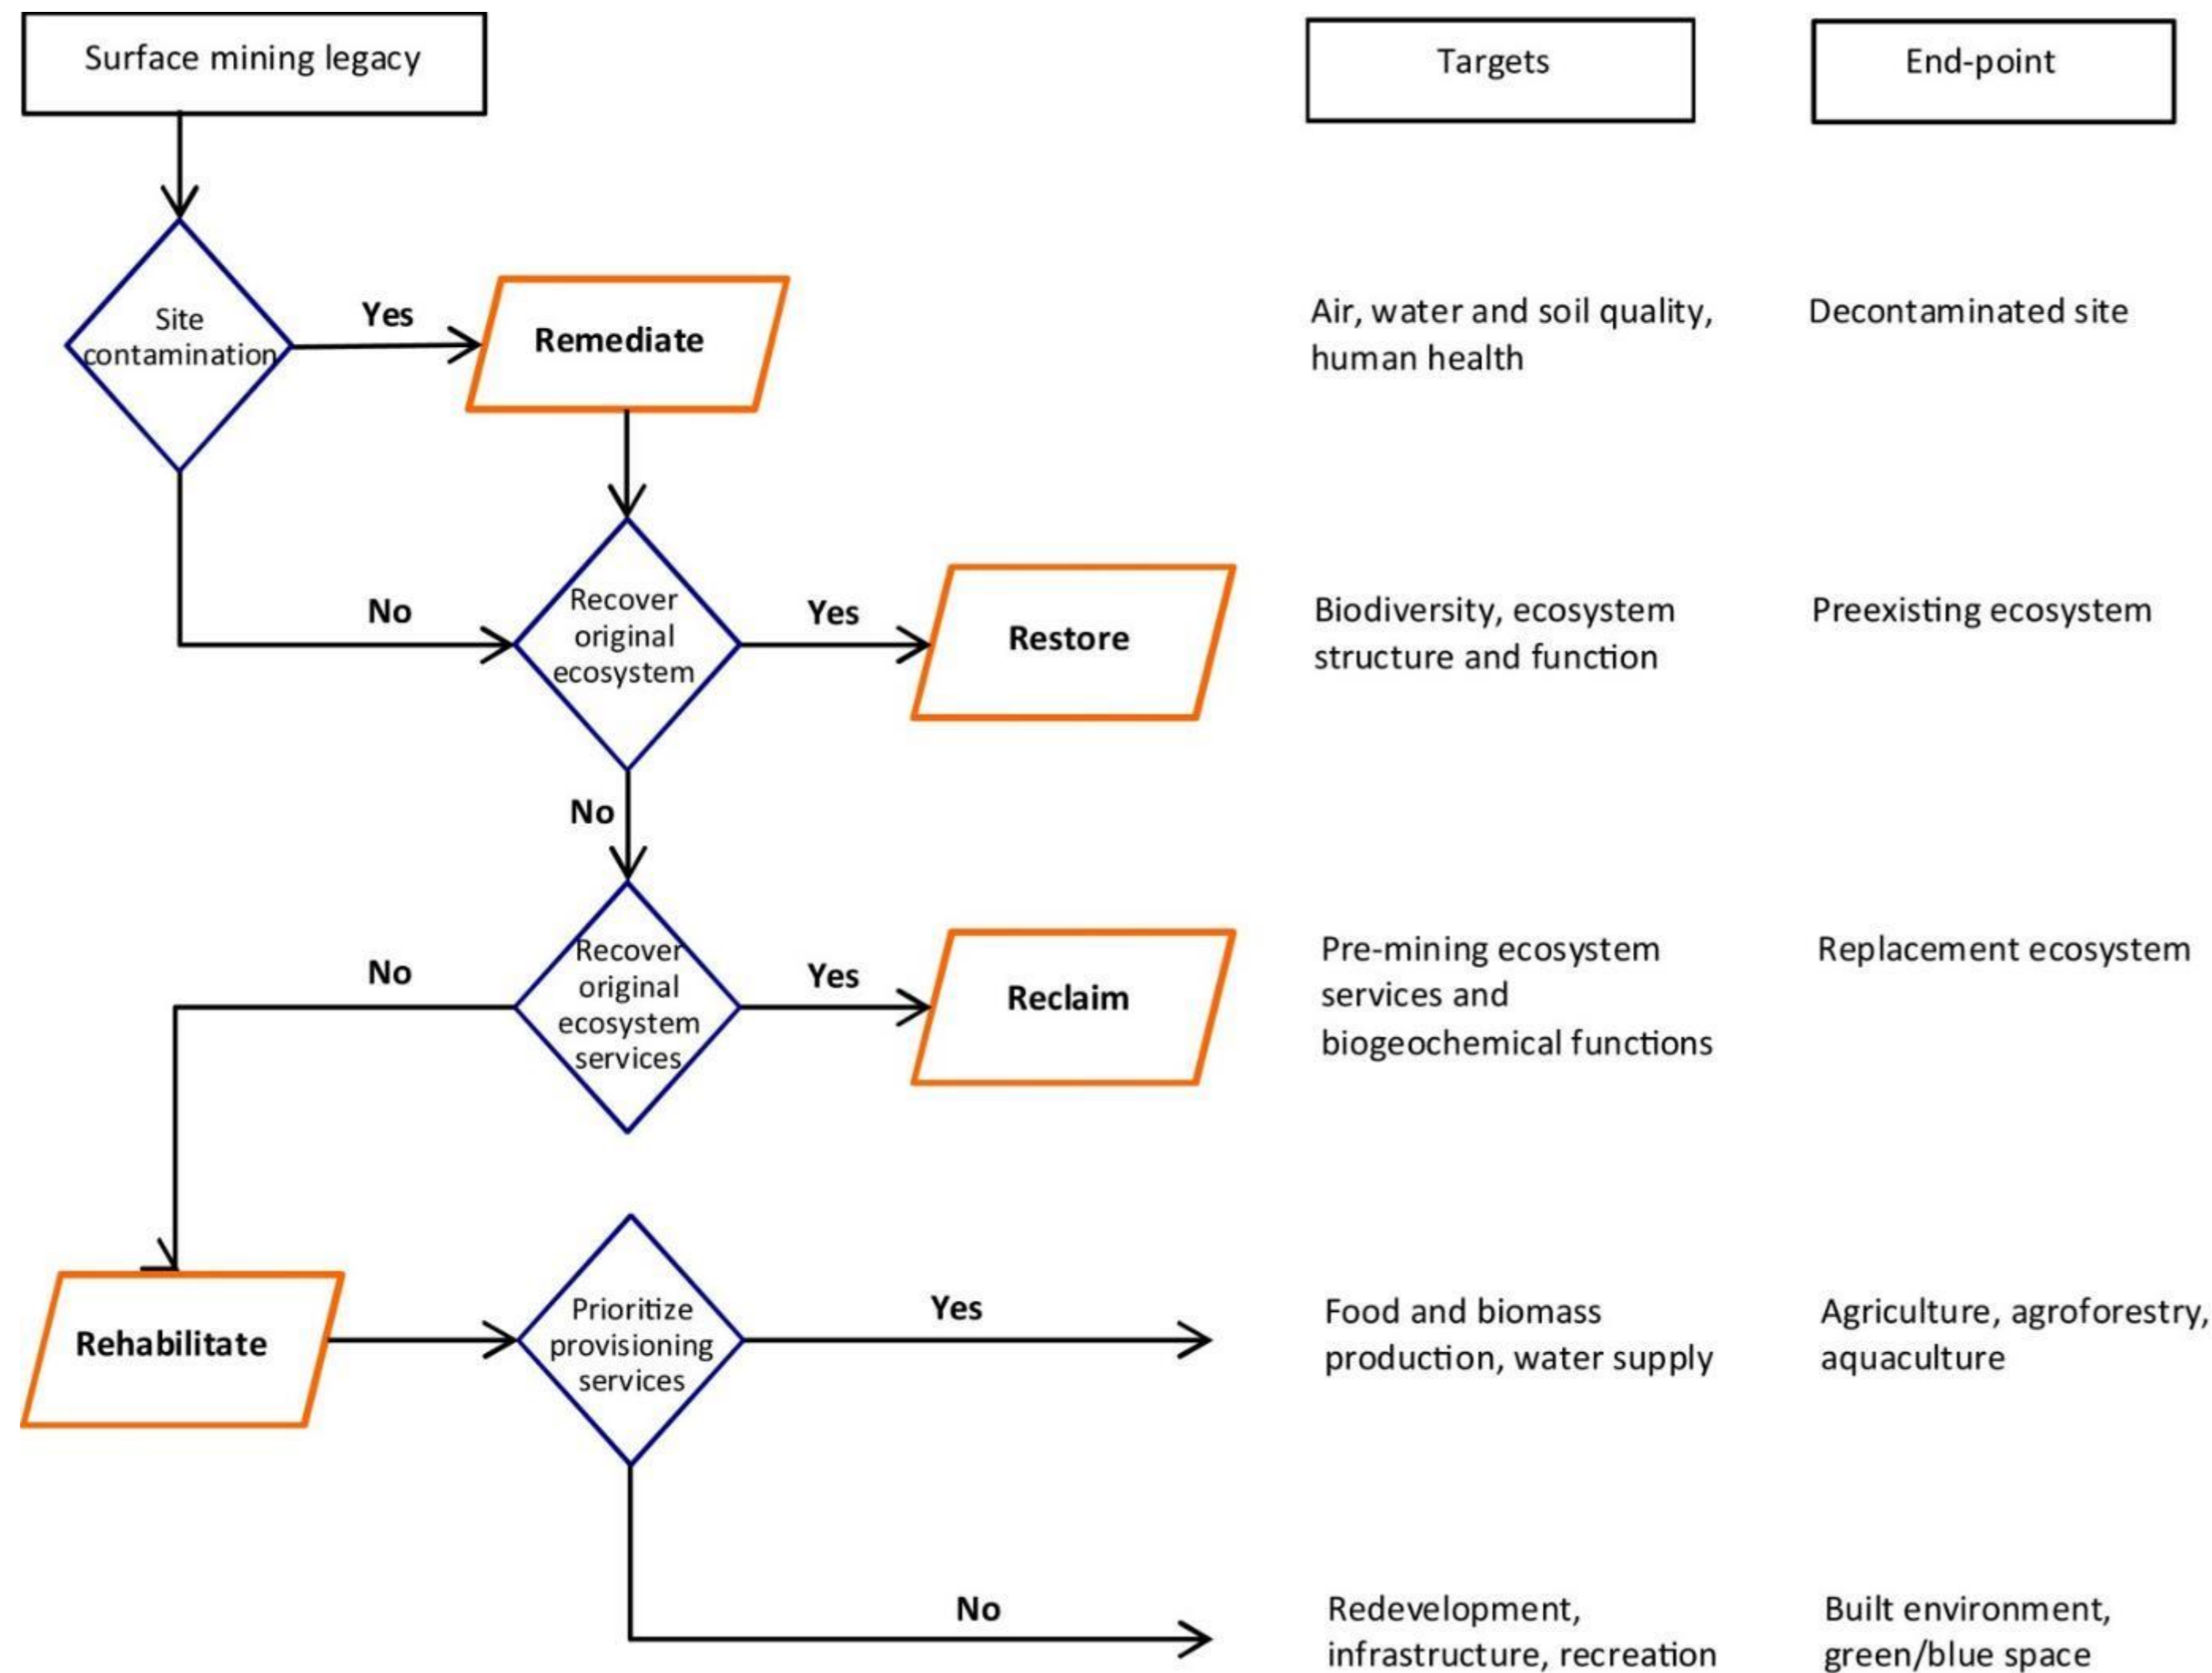 Surface mining legacy
Targets
End-point
Site
contamination
Yes
Remediate
Air, water and soil quality,
human health
Decontaminated site
No
Recover
original
ecosystem
Yes
Restore
Biodiversity, ecosystem
structure and function
Preexisting ecosystem
No
Recover
original
ecosystem
services
No
Yes
Reclaim
Pre-mining ecosystem
services and
biogeochemical functions
Replacement ecosystem
Rehabilitate
Prioritize
provisioning
services
Yes
Food and biomass
production, water supply
Agriculture, agroforestry,
aquaculture
No
Redevelopment,
infrastructure, recreation
Built environment,
green/blue space